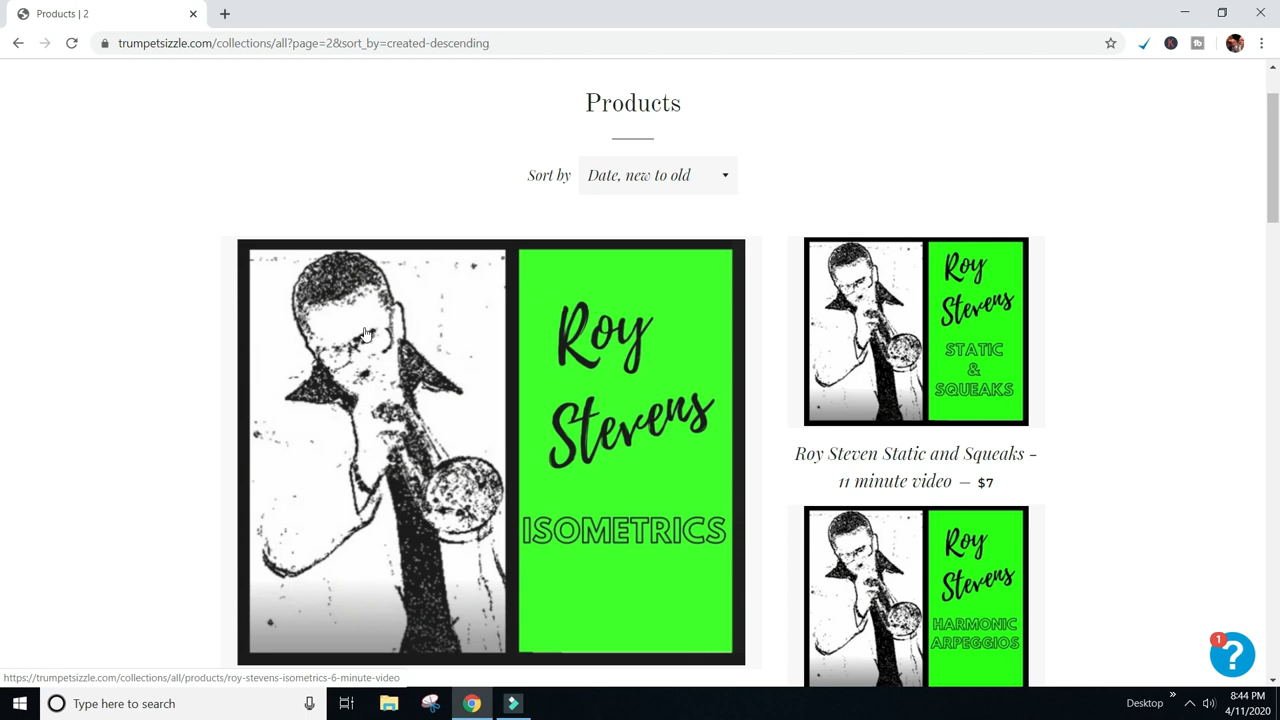 Products | 2
trumpetsizzle.com/collections/all?page=2&sort_by=created-descending
Products
Sort by Date, new to old
Roy
Stevens
ISOMETRICS
Roy
Stevens
STATIC
&
SQUEAKS
Roy Steven Static and Squeaks -
11 minute video — $7
Roy
Stevens
HARMONIC
ARPEGGIOS
1
?
https://trumpetsizzle.com/collections/all/products/roy-stevens-isometrics-6-minute-video
Type here to search
Desktop
8:44 PM
4/11/2020